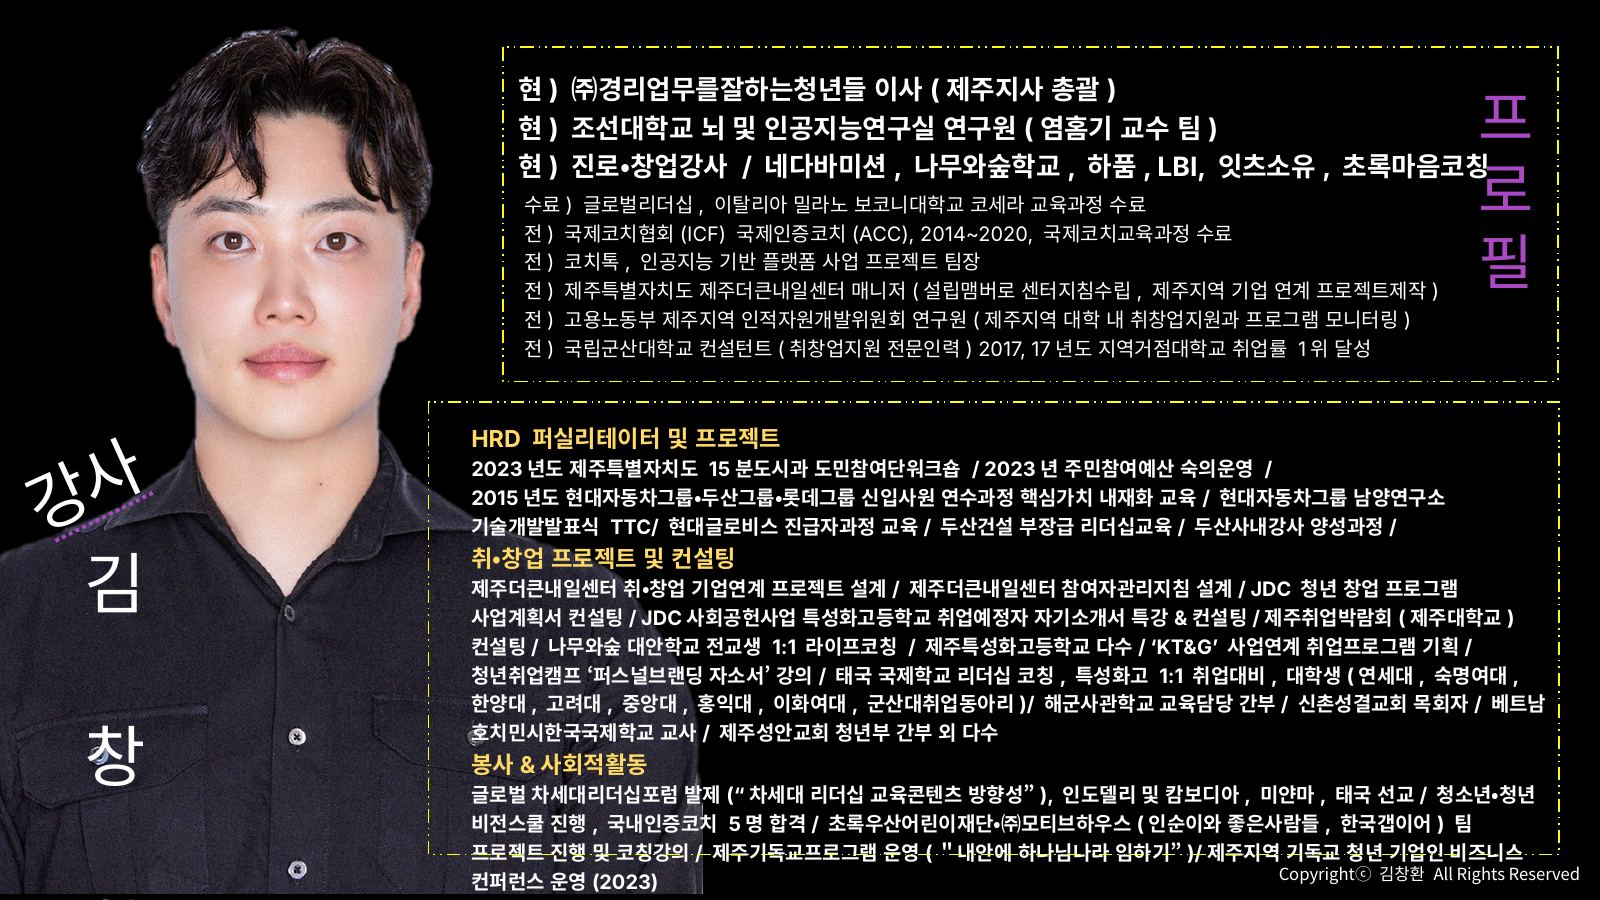 현 ) ㈜경리업무를잘하는청년들 이사 ( 제주지사 총괄 )
현 ) 조선대학교 뇌 및 인공지능연구실 연구원 ( 염홈기 교수 팀 )
현 ) 진로•창업강사 / 네다바미션 , 나무와숲학교 , 하품 , LBI, 잇츠소유 , 초록마음코칭
수료 ) 글로벌리더십 , 이탈리아 밀라노 보코니대학교 코세라 교육과정 수료
전 ) 국제코치협회 (ICF) 국제인증코치 (ACC), 2014~2020, 국제코치교육과정 수료
전 ) 코치톡 , 인공지능 기반 플랫폼 사업 프로젝트 팀장
전 ) 제주특별자치도 제주더큰내일센터 매니저 ( 설립맴버로 센터지침수립 , 제주지역 기업 연계 프로젝트제작 )
전 ) 고용노동부 제주지역 인적자원개발위원회 연구원 ( 제주지역 대학 내 취창업지원과 프로그램 모니터링 )
전 ) 국립군산대학교 컨설턴트 ( 취창업지원 전문인력 ) 2017, 17 년도 지역거점대학교 취업률 1 위 달성
프
로
필
강사
김
창
HRD 퍼실리테이터 및 프로젝트
2023 년도 제주특별자치도 15 분도시과 도민참여단워크숍 / 2023 년 주민참여예산 숙의운영 /
2015 년도 현대자동차그룹•두산그룹•롯데그룹 신입사원 연수과정 핵심가치 내재화 교육 / 현대자동차그룹 남양연구소
기술개발발표식 TTC/ 현대글로비스 진급자과정 교육 / 두산건설 부장급 리더십교육 / 두산사내강사 양성과정 /
취•창업 프로젝트 및 컨설팅
제주더큰내일센터 취•창업 기업연계 프로젝트 설계 / 제주더큰내일센터 참여자관리지침 설계 / JDC 청년 창업 프로그램
사업계획서 컨설팅 / JDC 사회공헌사업 특성화고등학교 취업예정자 자기소개서 특강 & 컨설팅 / 제주취업박람회 ( 제주대학교 )
컨설팅 / 나무와숲 대안학교 전교생 1:1 라이프코칭 / 제주특성화고등학교 다수 / ‘KT&G’ 사업연계 취업프로그램 기획 /
청년취업캠프 ‘퍼스널브랜딩 자소서’ 강의 / 태국 국제학교 리더십 코칭 , 특성화고 1:1 취업대비 , 대학생 ( 연세대 , 숙명여대 ,
한양대 , 고려대 , 중앙대 , 홍익대 , 이화여대 , 군산대취업동아리 )/ 해군사관학교 교육담당 간부 / 신촌성결교회 목회자 / 베트남
호치민시한국국제학교 교사 / 제주성안교회 청년부 간부 외 다수
봉사 & 사회적활동
글로벌 차세대리더십포럼 발제 (“ 차세대 리더십 교육콘텐츠 방향성” ), 인도델리 및 캄보디아 , 미얀마 , 태국 선교 / 청소년•청년
비전스쿨 진행 , 국내인증코치 5 명 합격 / 초록우산어린이재단•㈜모티브하우스 ( 인순이와 좋은사람들 , 한국갭이어 ) 팀
프로젝트 진행 및 코칭강의 / 제주기독교프로그램 운영 ( " 내안에 하나님나라 임하기” )/ 제주지역 기독교 청년 기업인 비즈니스
컨퍼런스 운영 (2023)
Copyrightⓒ 김창환 All Rights Reserved